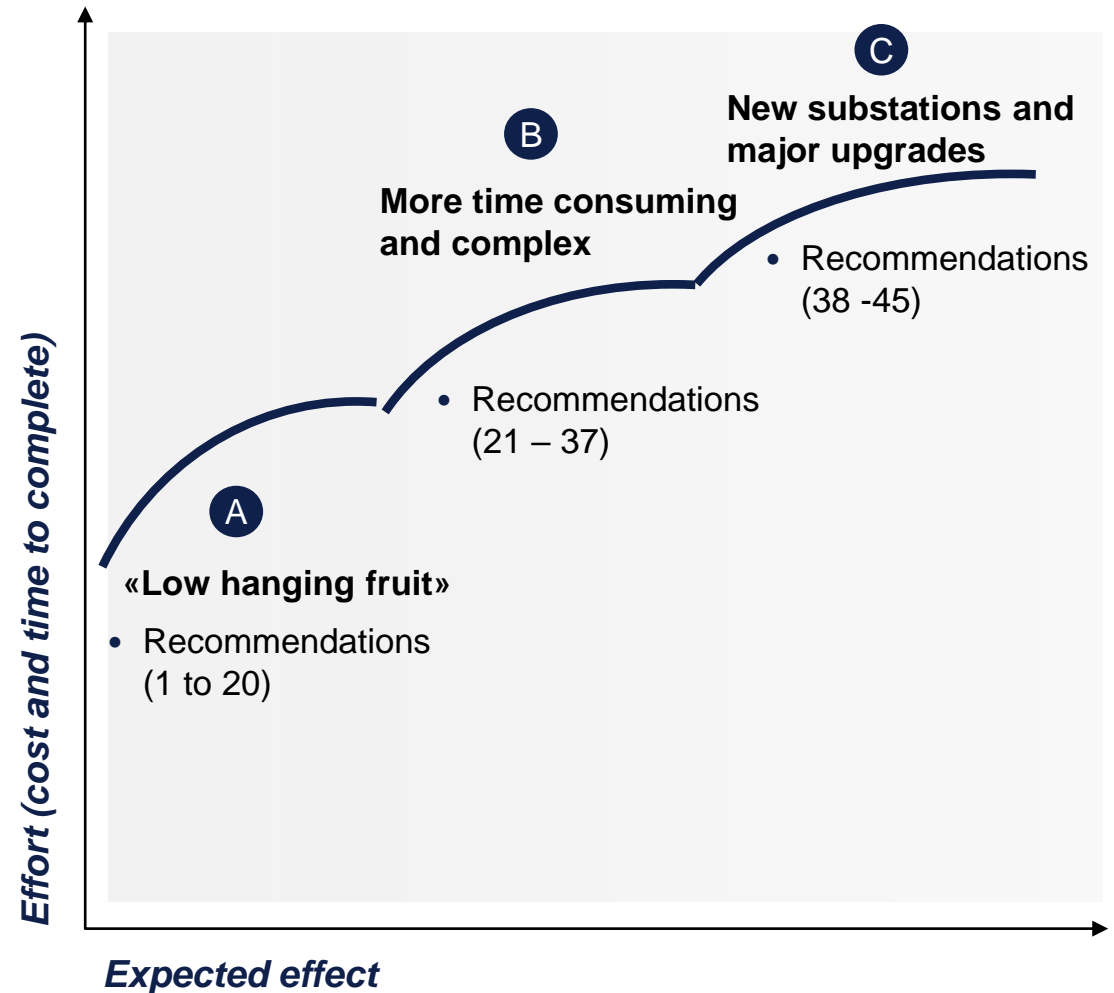 C
New substations and
major upgrades
• Recommendations
(38 -45)
B
More time consuming
and complex
• Recommendations
(21 – 37)
A
«Low hanging fruit»
• Recommendations
(1 to 20)
Effort (cost and time to complete)
Expected effect